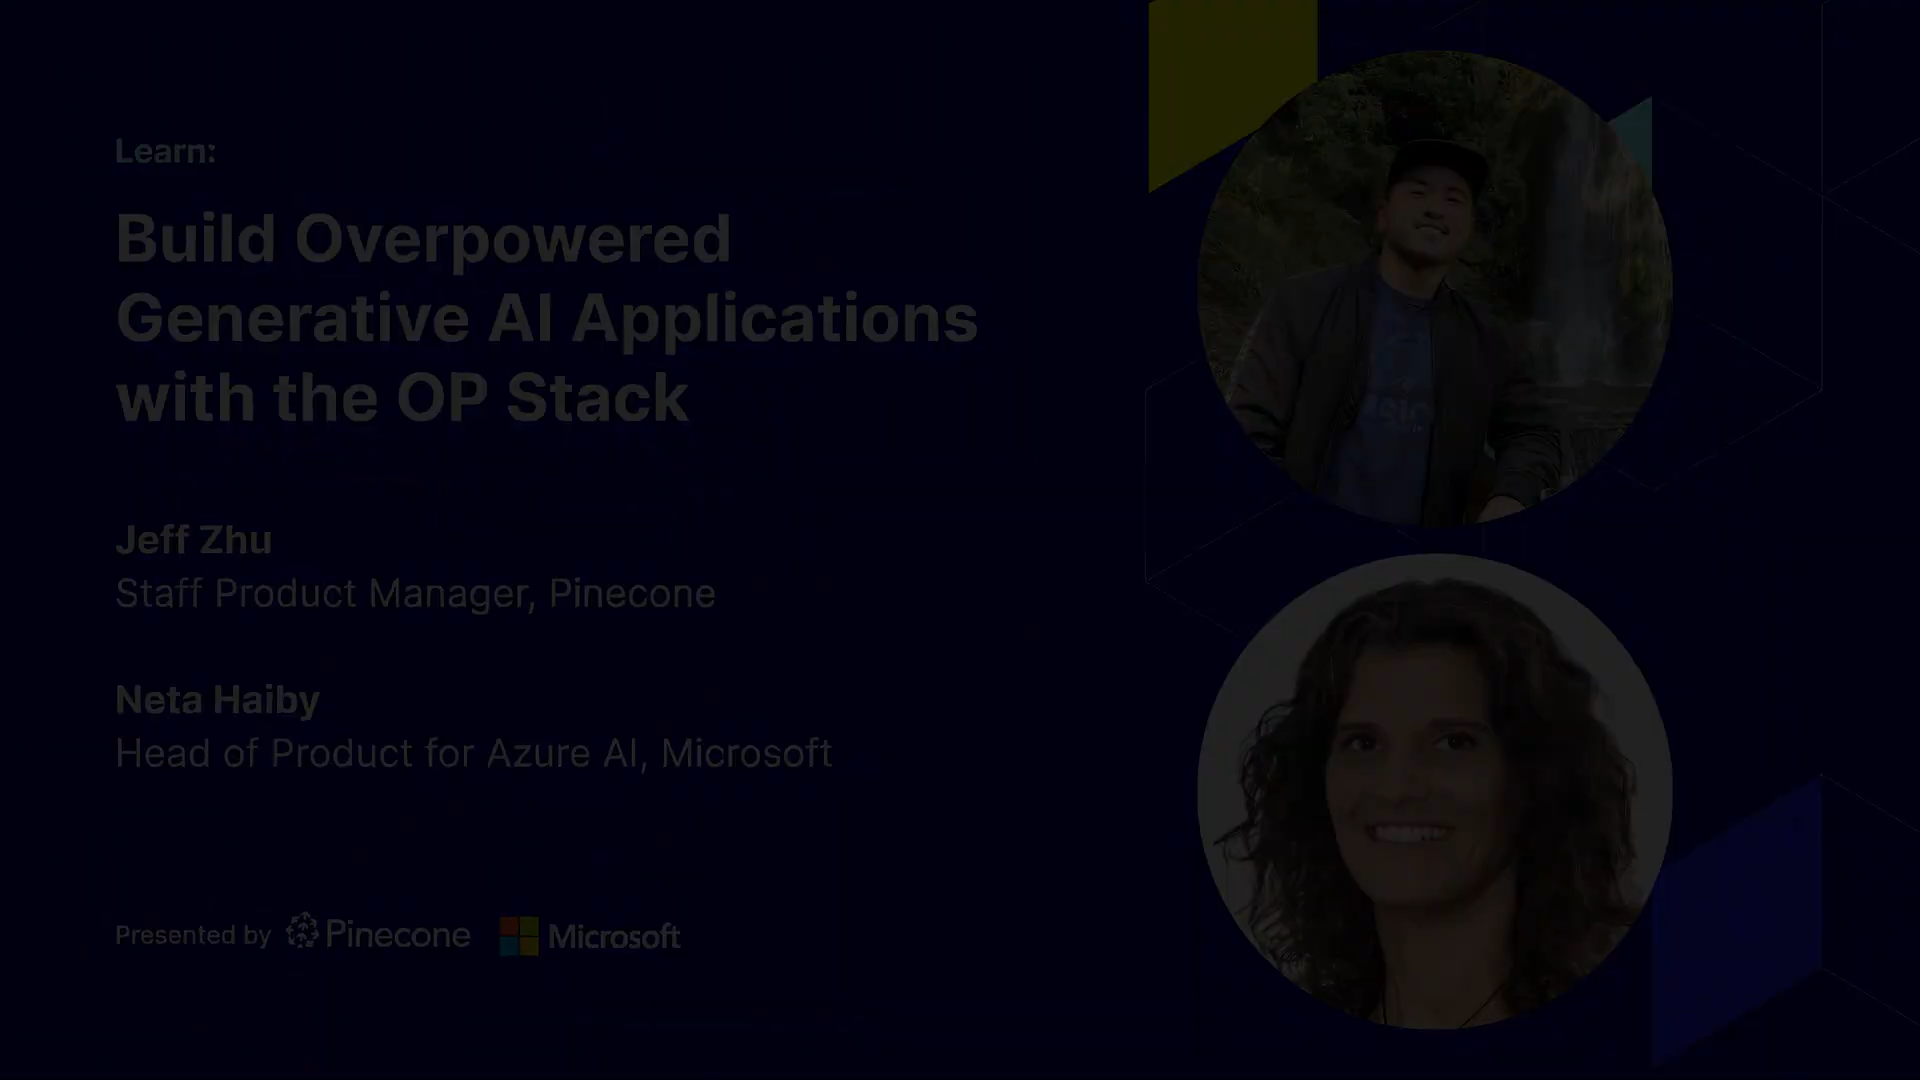 Learn:
Build Overpowered
Generative AI Applications
with the OP Stack
Jeff Zhu
Staff Product Manager, Pinecone
Neta Haiby
Head of Product for Azure AI, Microsoft
Presented by Pinecone Microsoft